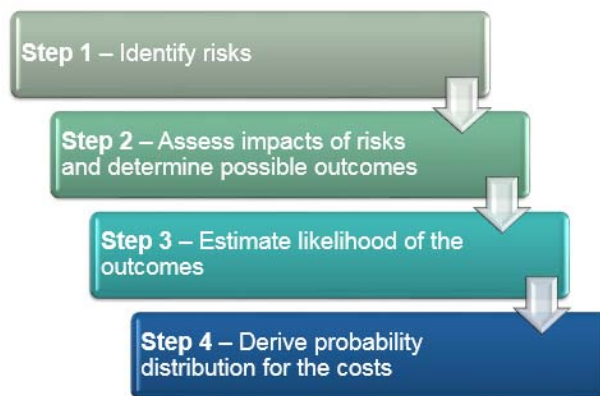 Step 1 – Identify risks
Step 2 – Assess impacts of risks
and determine possible outcomes
Step 3 – Estimate likelihood of the
outcomes
Step 4 – Derive probability
distribution for the costs